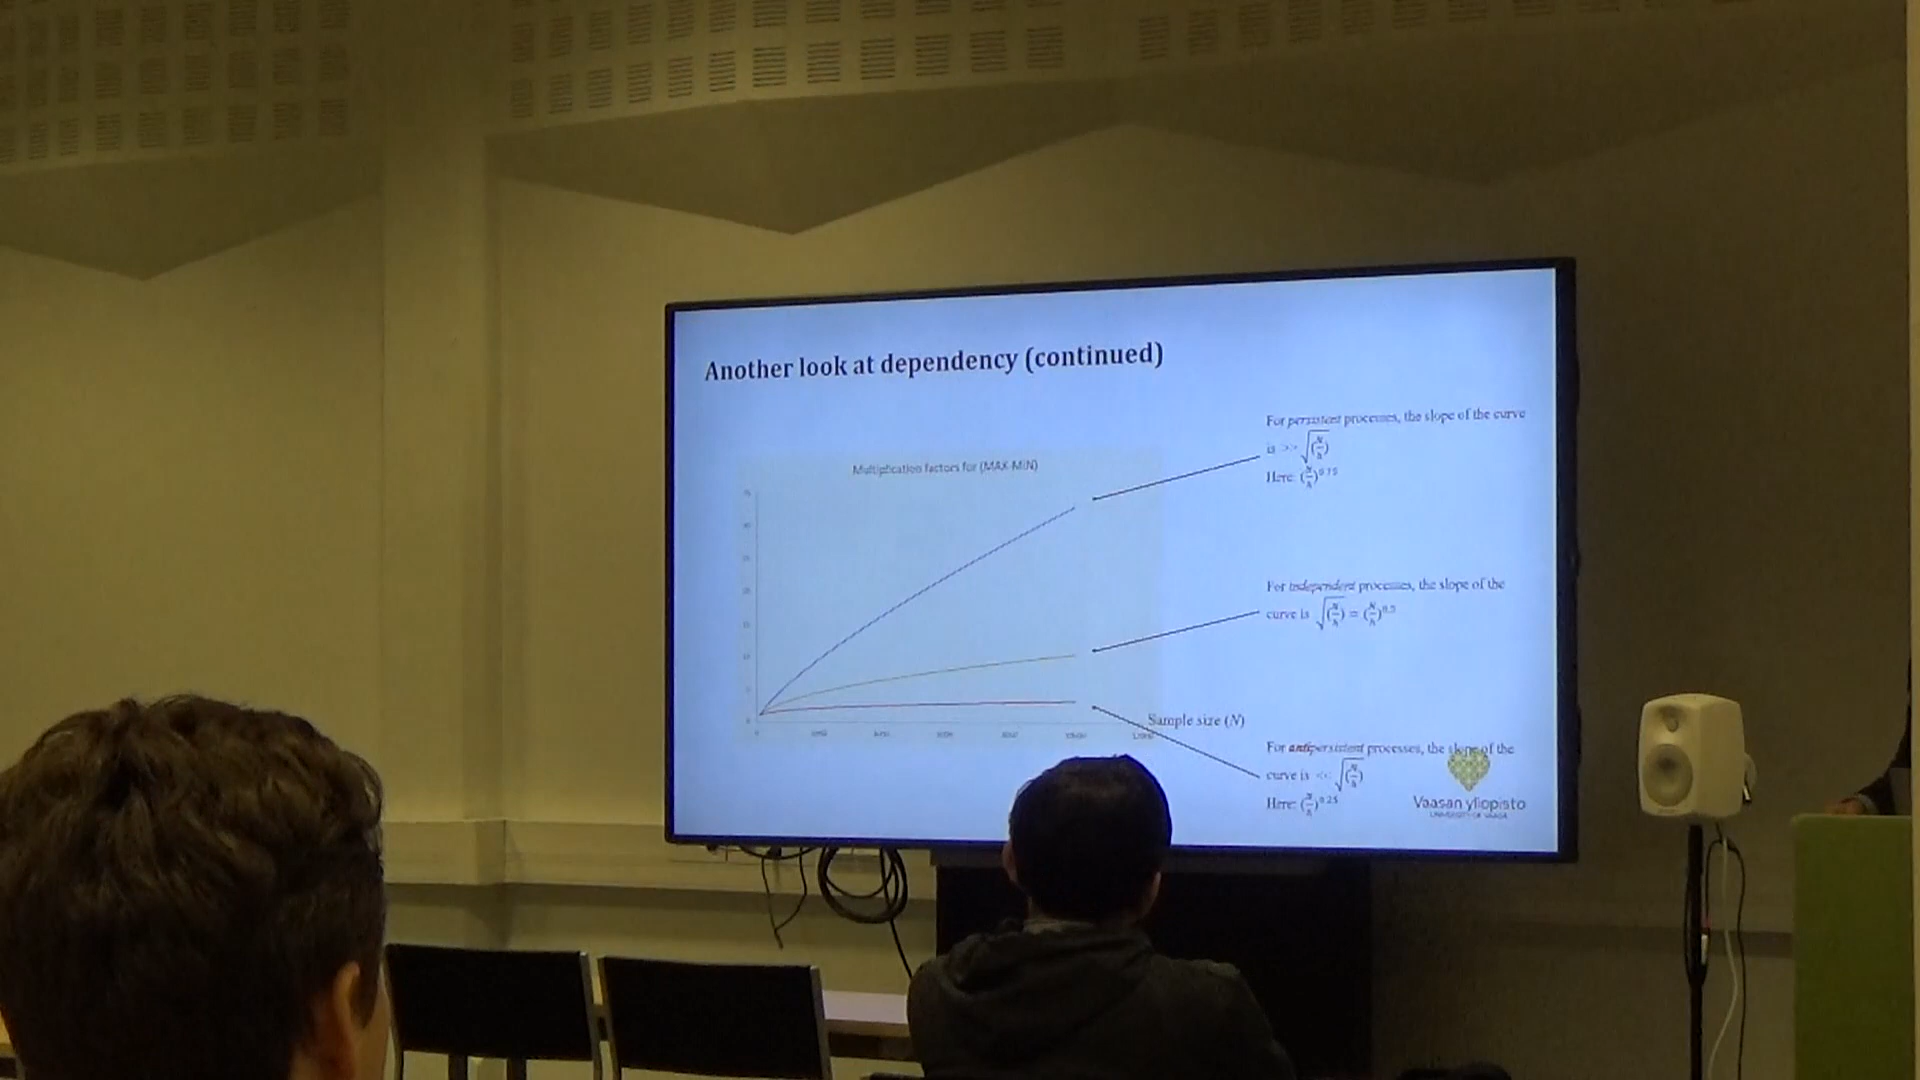 Another look at dependency (continued)
Multiplication factors for (MAX-MIN)
Sample size (N)
For persistent processes, the slope of the curve
is >> √(N/h)
Here: (N/h)^0.75
For independent processes, the slope of the
curve is √(N/h) = (N/h)^0.5
For antipersistent processes, the slope of the
curve is << √(N/h)
Here: (N/h)^0.25
Vaasan yliopisto
UNIVERSITY OF VAASA